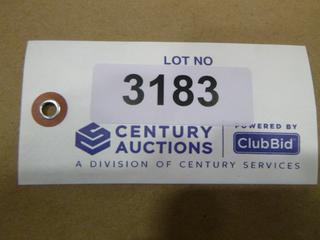 LOT NO
3183
CENTURY
AUCTIONS
POWERED BY
ClubBid
A DIVISION OF CENTURY SERVICES